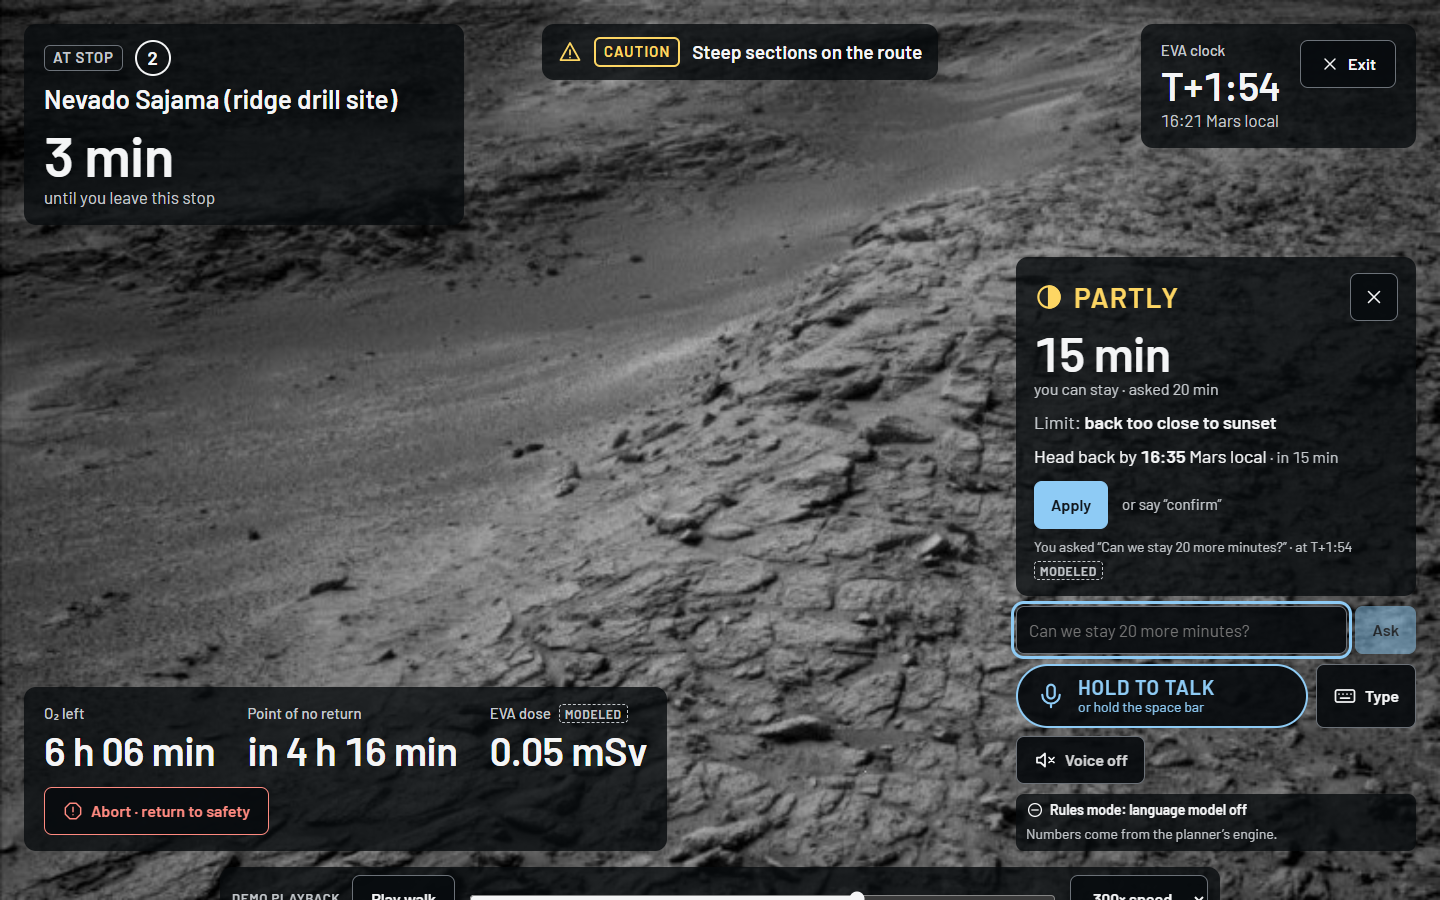 AT STOP 2
Nevado Sajama (ridge drill site)
3 min
until you leave this stop
CAUTION Steep sections on the route
EVA clock
T+1:54
16:21 Mars local
Exit
PARTLY
15 min
you can stay · asked 20 min
Limit: back too close to sunset
Head back by 16:35 Mars local · in 15 min
Apply or say “confirm”
You asked “Can we stay 20 more minutes?” · at T+1:54
MODELED
Can we stay 20 more minutes? Ask
HOLD TO TALK
or hold the space bar
Type
Voice off
Rules mode: language model off
Numbers come from the planner’s engine.
O₂ left
6 h 06 min
Point of no return
in 4 h 16 min
EVA dose MODELED
0.05 mSv
Abort · return to safety
DEMO PLAYBACK Play walk 300x speed